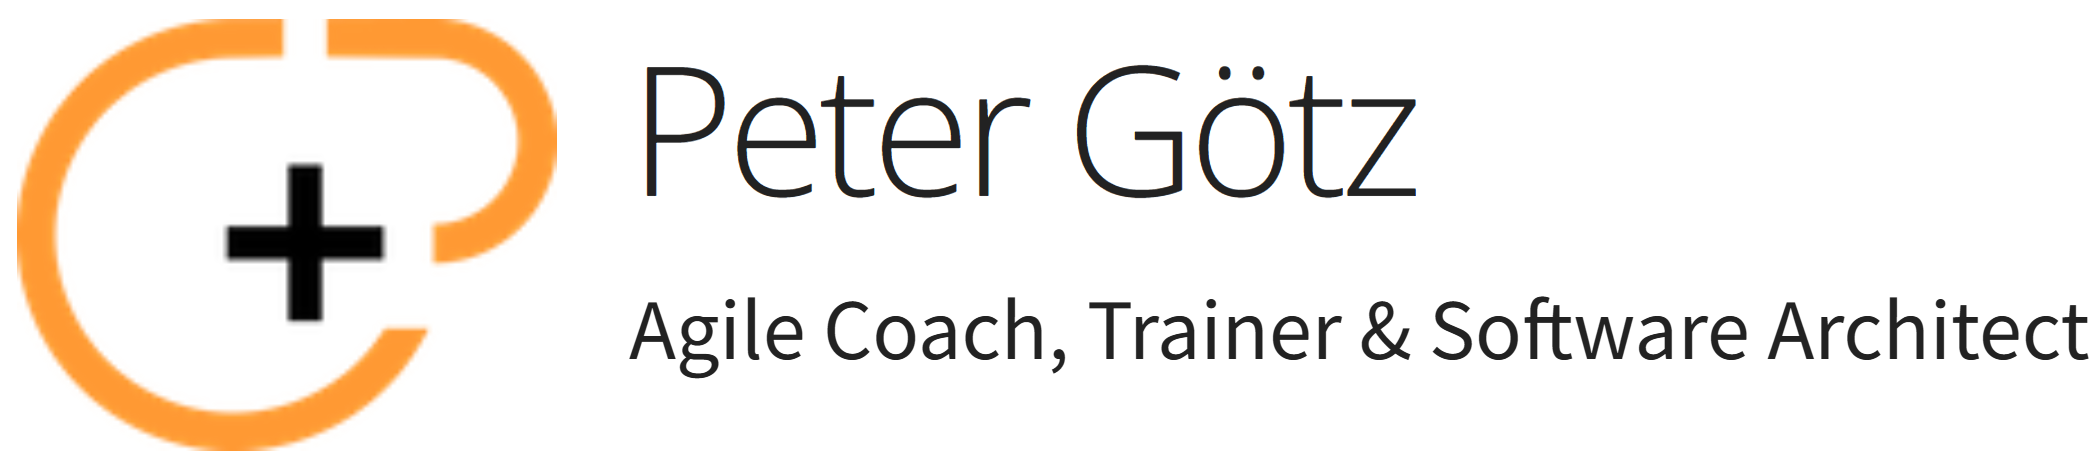 Peter Götz
Agile Coach, Trainer & Software Architect